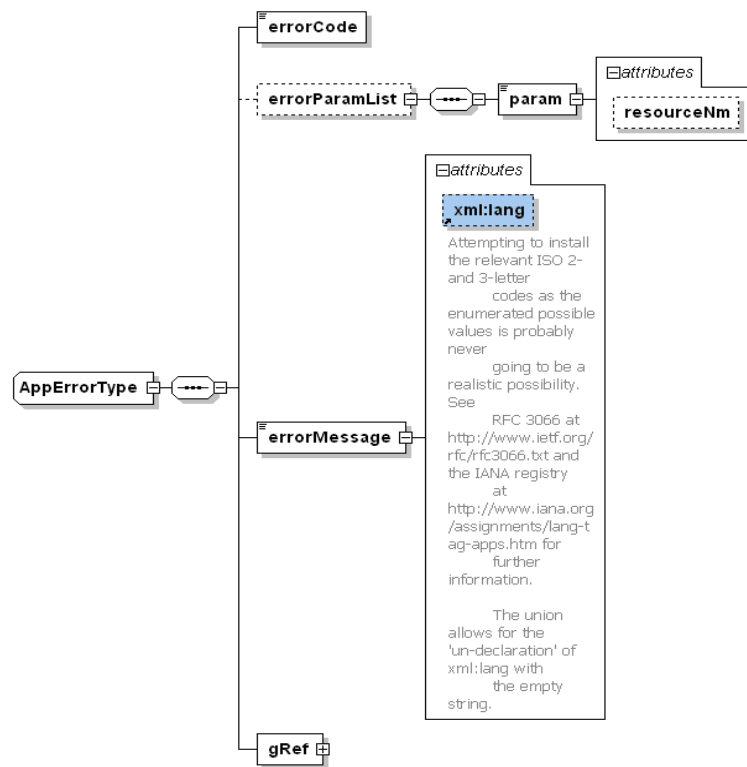 errorCode
errorParamList
param
attributes
resourceNm
attributes
xml:lang
Attempting to install
the relevant ISO 2-
and 3-letter
codes as the
enumerated possible
values is probably
never
going to be a
realistic possibility.
See
RFC 3066 at
http://www.ietf.org/
rfc/rfc3066.txt and
the IANA registry
at
http://www.iana.org
/assignments/lang-t
ag-apps.htm for
further
information.
The union
allows for the
'un-declaration' of
xml:lang with
the empty
string.
AppErrorType
errorMessage
gRef